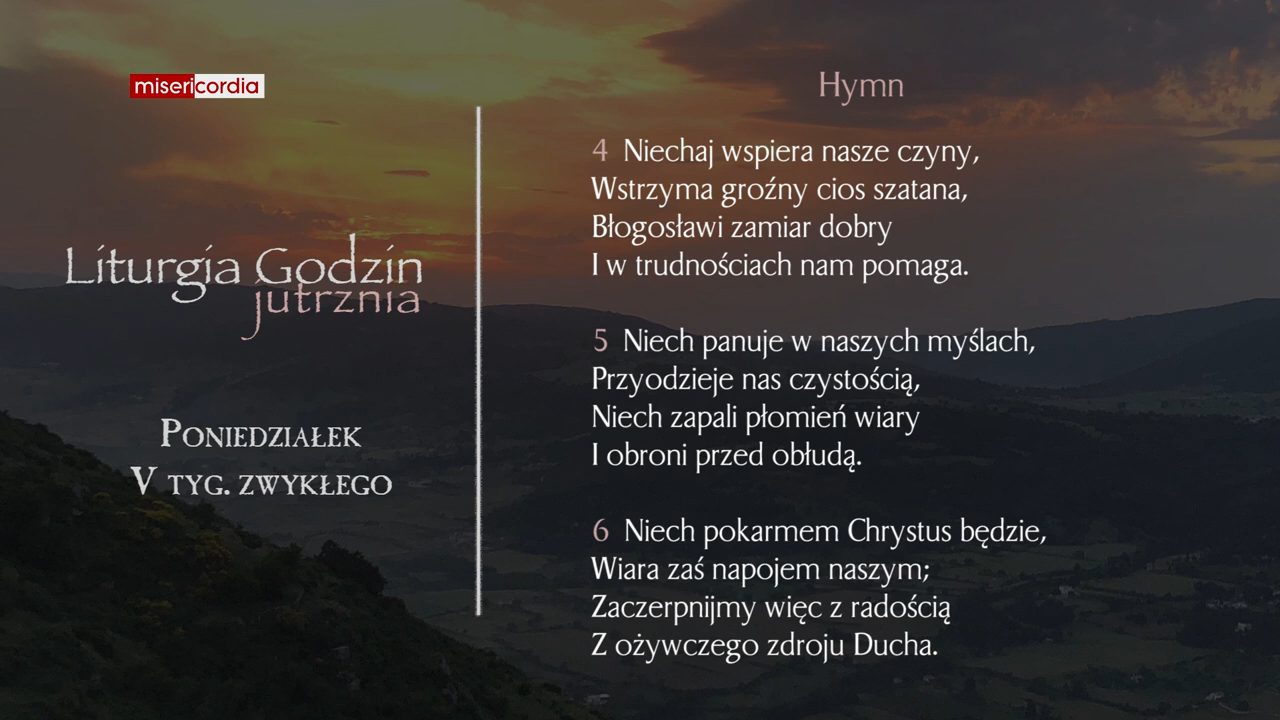 misericordia
Liturgia Godzin
jutrznia
Poniedziałek
V tyg. zwykłego
Hymn
4 Niechaj wspiera nasze czyny,
Wstrzyma groźny cios szatana,
Błogosławi zamiar dobry
I w trudnościach nam pomaga.
5 Niech panuje w naszych myślach,
Przyodzieje nas czystością,
Niech zapali płomień wiary
I obroni przed obłudą.
6 Niech pokarmem Chrystus będzie,
Wiara zaś napojem naszym;
Zaczerpnijmy więc z radością
Z ożywczego zdroju Ducha.